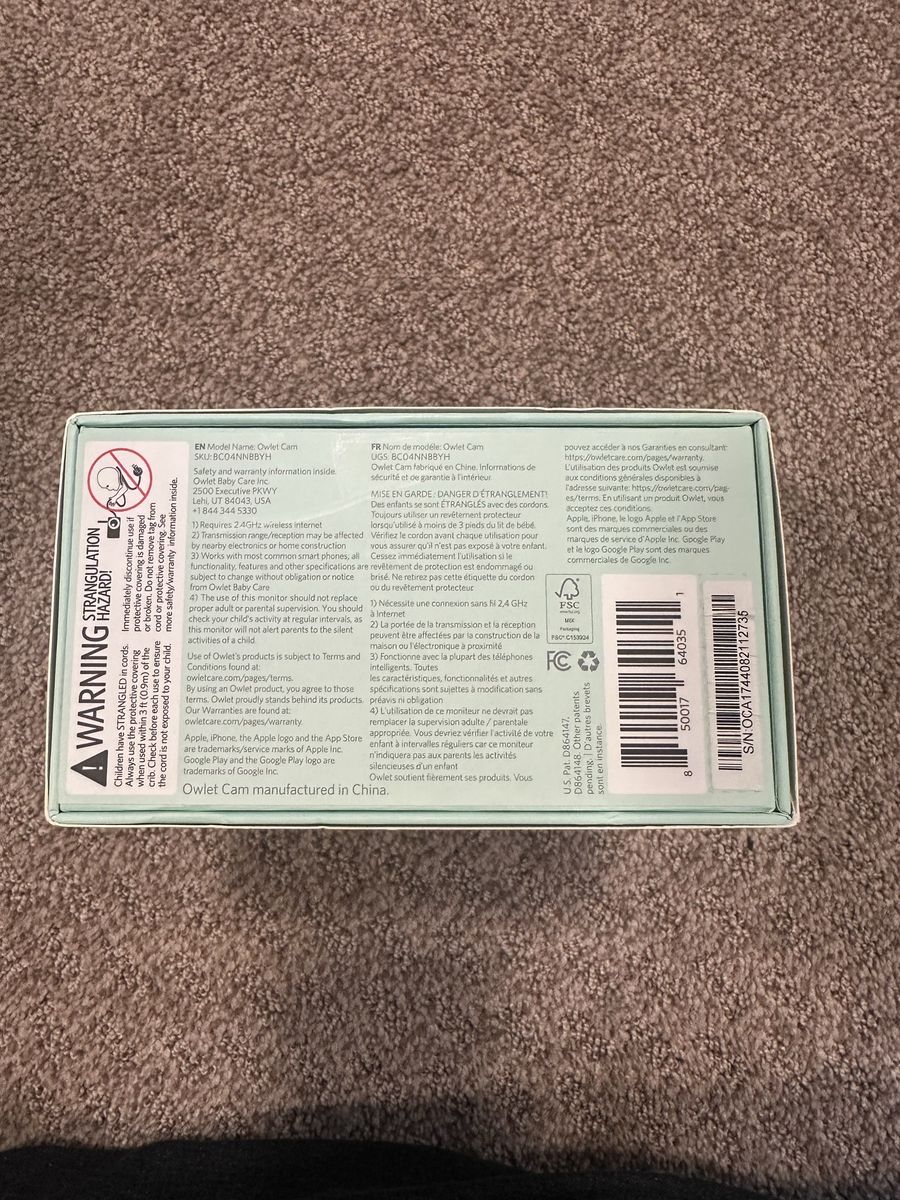 WARNING
STRANGULATION
HAZARD!
Children have STRANGLED in cords.
Always use the protective covering
when used within 3 ft (0.9m) of the
crib. Check before each use to ensure
the cord is not exposed to your child.
Immediately discontinue use if
protective covering is damaged
or broken. Do not remove tag from
cord or protective covering. See
more safety/warranty information inside.
EN Model Name: Owlet Cam
SKU: BC04NNBBYH
Safety and warranty information inside.
Owlet Baby Care Inc.
2500 Executive PKWY
Lehi, UT 84043, USA
+1 844 344 5330
1) Requires 2.4GHz wireless internet
2) Transmission range/reception may be affected
by nearby electronics or home construction
3) Works with most common smart phones, all
functionality, features and other specifications are
subject to change without obligation or notice
from Owlet Baby Care
4) The use of this monitor should not replace
proper adult or parental supervision. You should
check your child's activity at regular intervals, as
this monitor will not alert parents to the silent
activities of a child.
Use of Owlet's products is subject to Terms and
Conditions found at:
owletcare.com/pages/terms.
By using an Owlet product, you agree to those
terms. Owlet proudly stands behind its products.
Our Warranties are found at:
owletcare.com/pages/warranty.
Apple, iPhone, the Apple logo and the App Store
are trademarks/service marks of Apple Inc.
Google Play and the Google Play logo are
trademarks of Google Inc.
Owlet Cam manufactured in China.
FR Nom de modèle: Owlet Cam
UGS: BC04NNBBYH
Owlet Cam fabriqué en Chine. Informations de
sécurité et de garantie à l'intérieur.
MISE EN GARDE : DANGER D'ÉTRANGLEMENT!
Des enfants se sont ÉTRANGLÉS avec des cordons.
Toujours utiliser un revêtement protecteur
lorsqu'utilisé à moins de 3 pieds du lit de bébé.
Vérifiez le cordon avant chaque utilisation pour
vous assurer qu'il n'est pas exposé à votre enfant.
Cessez immédiatement l'utilisation si le
revêtement de protection est endommagé ou
brisé. Ne retirez pas cette étiquette du cordon
ou du revêtement protecteur
1) Nécessite une connexion sans fil 2,4 GHz
à Internet
2) La portée de la transmission et la réception
peuvent être affectées par la construction de la
maison ou l'électronique à proximité
3) Fonctionne avec la plupart des téléphones
intelligents. Toutes
les caractéristiques, fonctionnalités et autres
spécifications sont sujettes à modification sans
préavis ni obligation
4) L'utilisation de ce moniteur ne devrait pas
remplacer la supervision adulte / parentale
appropriée. Vous devriez vérifier l'activité de votre
enfant à intervalles réguliers car ce moniteur
n'indiquera pas aux parents les activités
silencieuses d'un enfant
Owlet soutient fièrement ses produits. Vous
pouvez accéder à nos Garanties en consultant:
https://owletcare.com/pages/warranty.
L'utilisation des produits Owlet est soumise
aux conditions générales disponibles à
l'adresse suivante: https://owletcare.com/pag-
es/terms. En utilisant un produit Owlet, vous
acceptez ces conditions.
Apple, iPhone, le logo Apple et l'App Store
sont des marques commerciales ou des
marques de service d'Apple Inc. Google Play
et le logo Google Play sont des marques
commerciales de Google Inc.
FSC
MIX
Packaging
FSC® C153924
FC
U.S. Pat. D864147,
D864148. Other patents
pending. | D'autres brevets
sont en instance.
8 50017 64035 1
S/N:OCA1744082112735